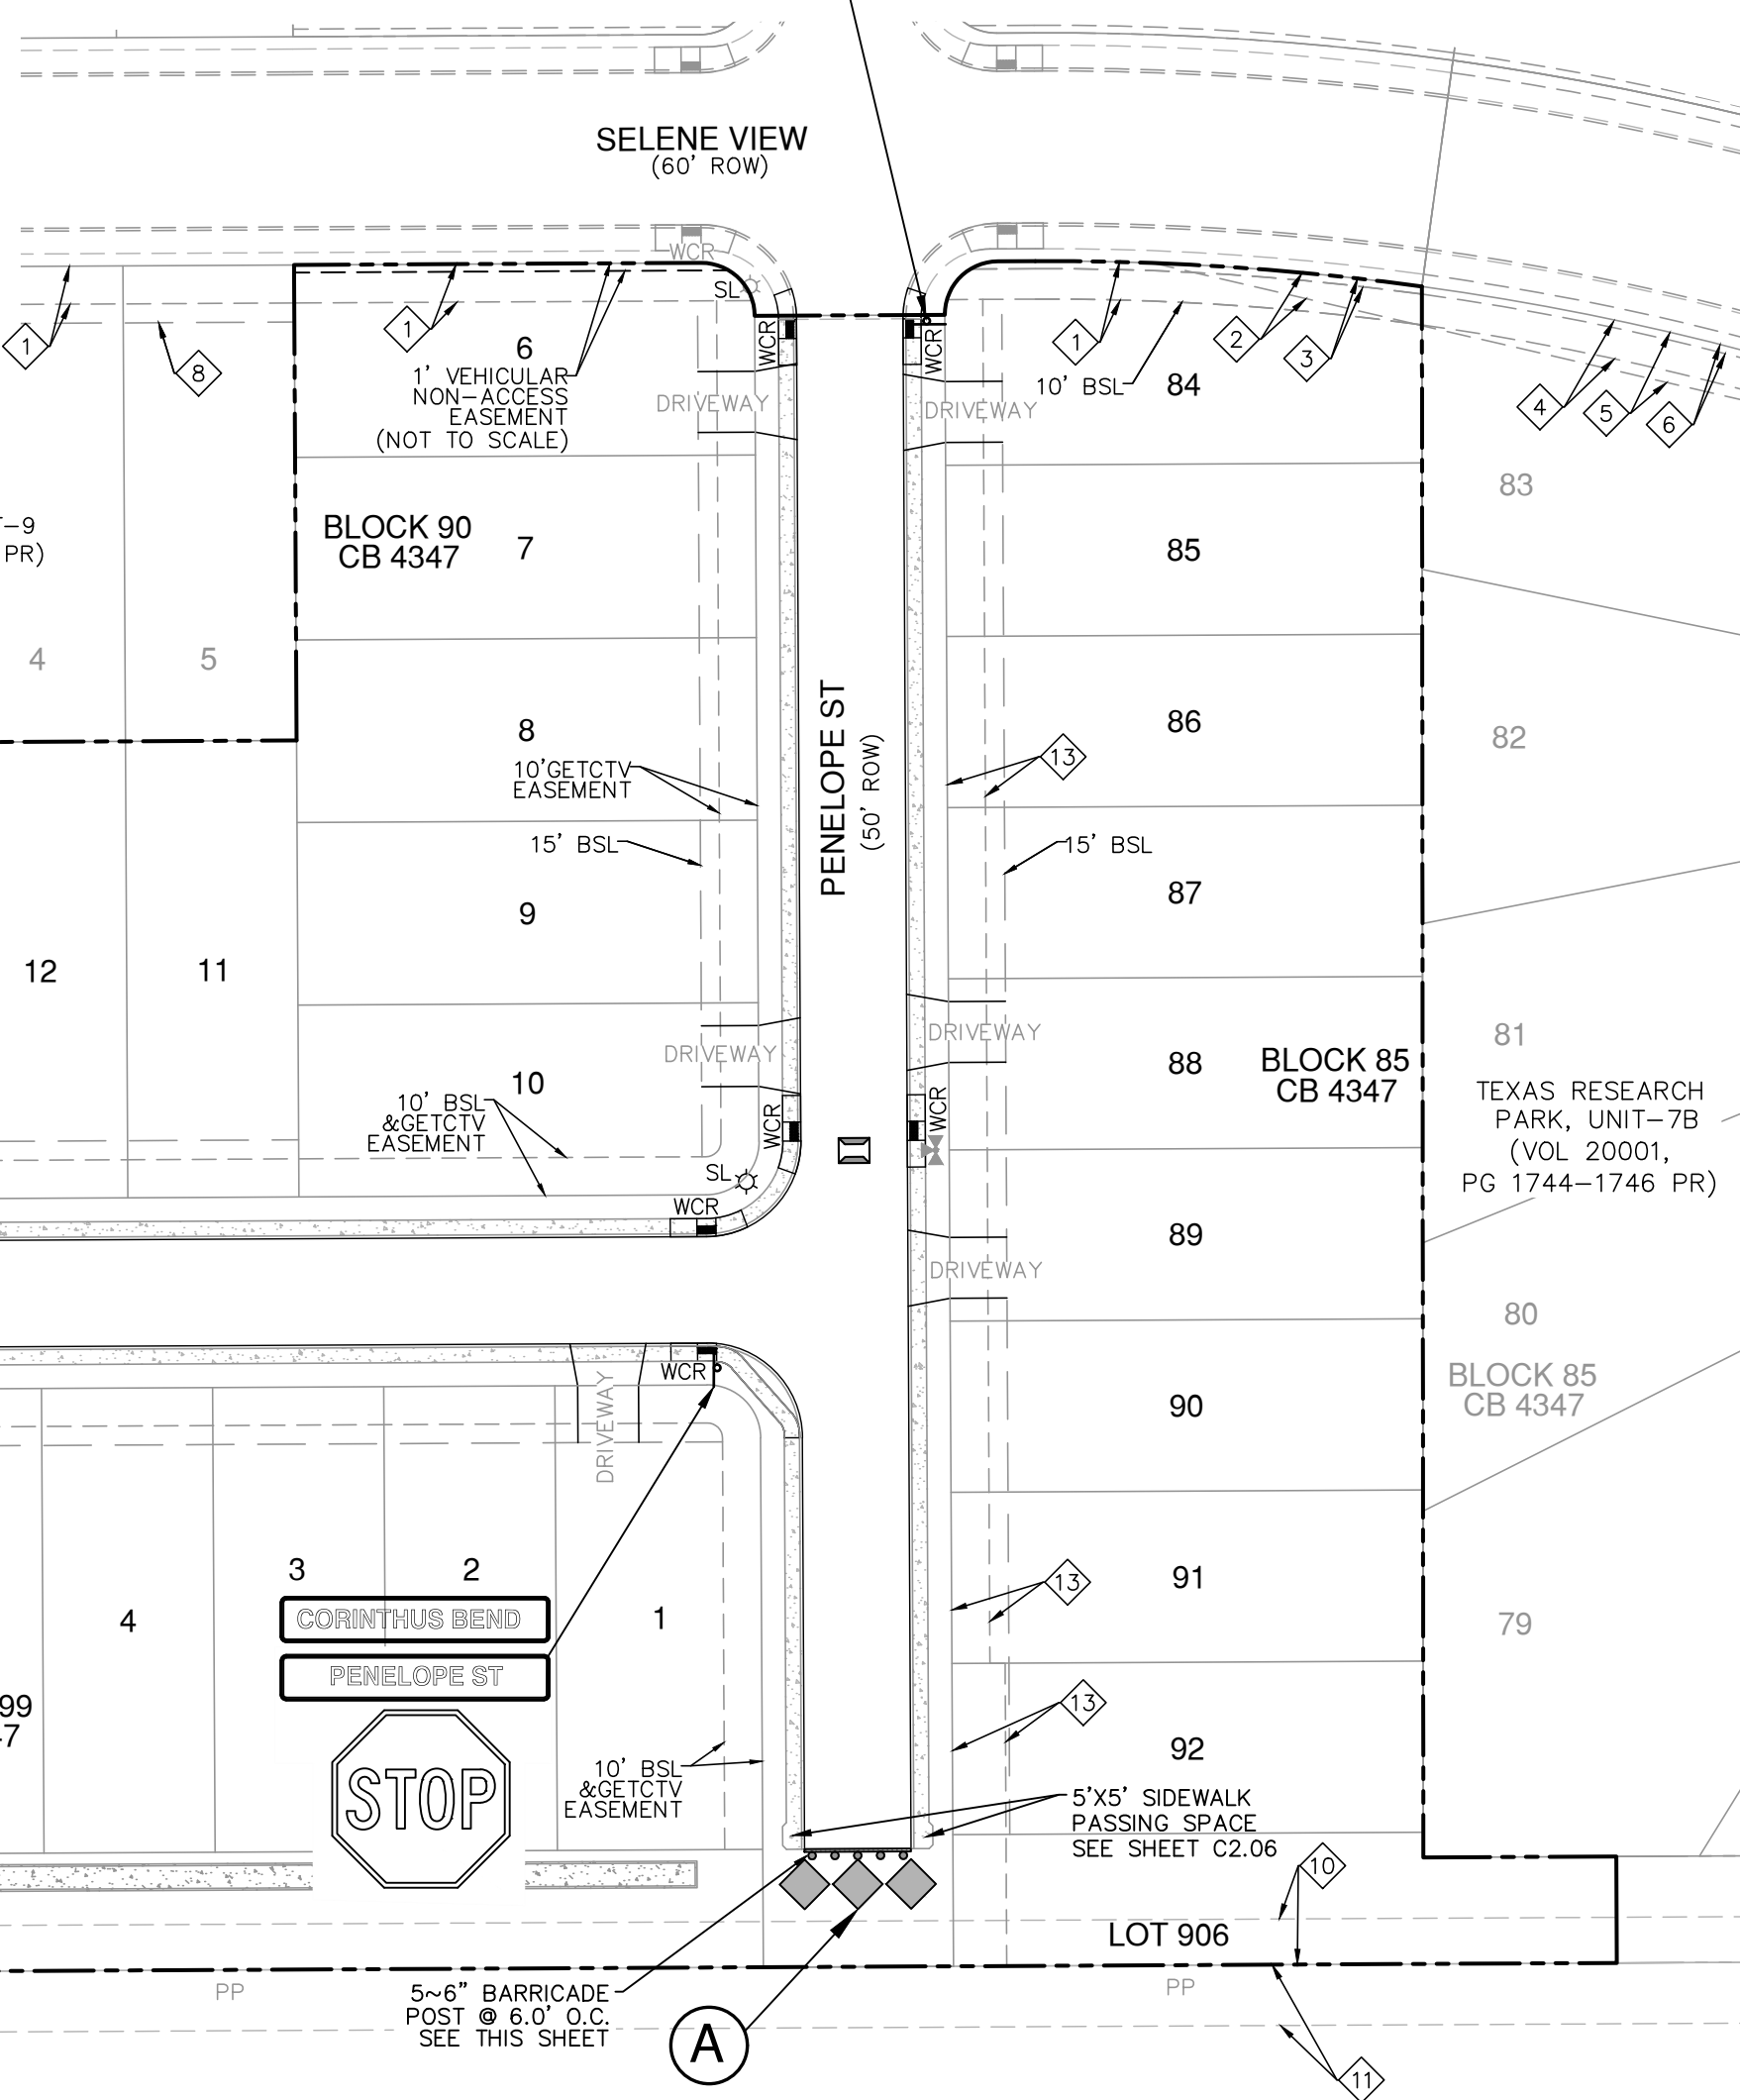 SELENE VIEW
(60' ROW)
WCR
SL
WCR
WCR
1
8
1
6
1' VEHICULAR
NON-ACCESS
EASEMENT
(NOT TO SCALE)
DRIVEWAY
DRIVEWAY
1
10' BSL
84
2
3
4
5
6
83
T-9
PR)
BLOCK 90
CB 4347
7
85
4
5
8
10'GETCTV
EASEMENT
15' BSL
PENELOPE ST
(50' ROW)
86
13
82
15' BSL
87
9
12
11
DRIVEWAY
10
10' BSL
&GETCTV
EASEMENT
WCR
SL
WCR
DRIVEWAY
WCR
88
BLOCK 85
CB 4347
81
TEXAS RESEARCH
PARK, UNIT-7B
(VOL 20001,
PG 1744-1746 PR)
89
DRIVEWAY
80
BLOCK 85
CB 4347
WCR
DRIVEWAY
90
4
3
2
1
CORINTHUS BEND
PENELOPE ST
STOP
99
7
91
13
79
13
92
10' BSL
&GETCTV
EASEMENT
5'X5' SIDEWALK
PASSING SPACE
SEE SHEET C2.06
10
LOT 906
PP
PP
5~6" BARRICADE
POST @ 6.0' O.C.
SEE THIS SHEET
A
11